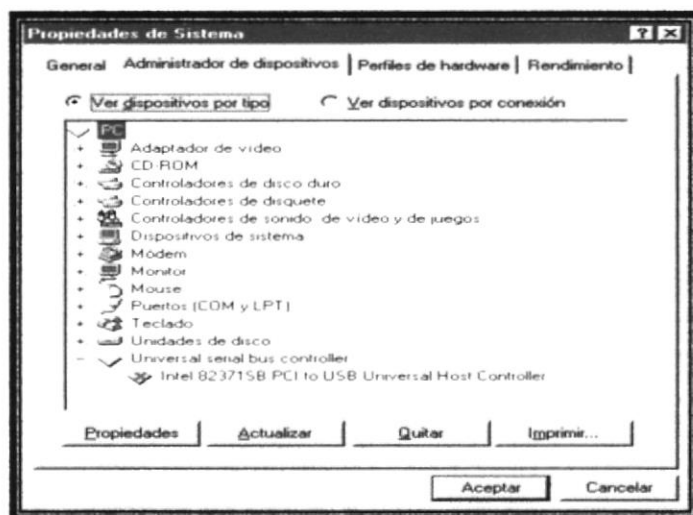 Propiedades de Sistema
General Administrador de dispositivos Perfiles de hardware Rendimiento
Ver dispositivos por tipo Ver dispositivos por conexión
PC
Adaptador de vídeo
CD-ROM
Controladores de disco duro
Controladores de disquete
Controladores de sonido de vídeo y de juegos
Dispositivos de sistema
Módem
Monitor
Mouse
Puertos (COM y LPT)
Teclado
Unidades de disco
Universal serial bus controller
Intel 82371SB PCI to USB Universal Host Controller
Propiedades Actualizar Quitar Imprimir...
Aceptar Cancelar